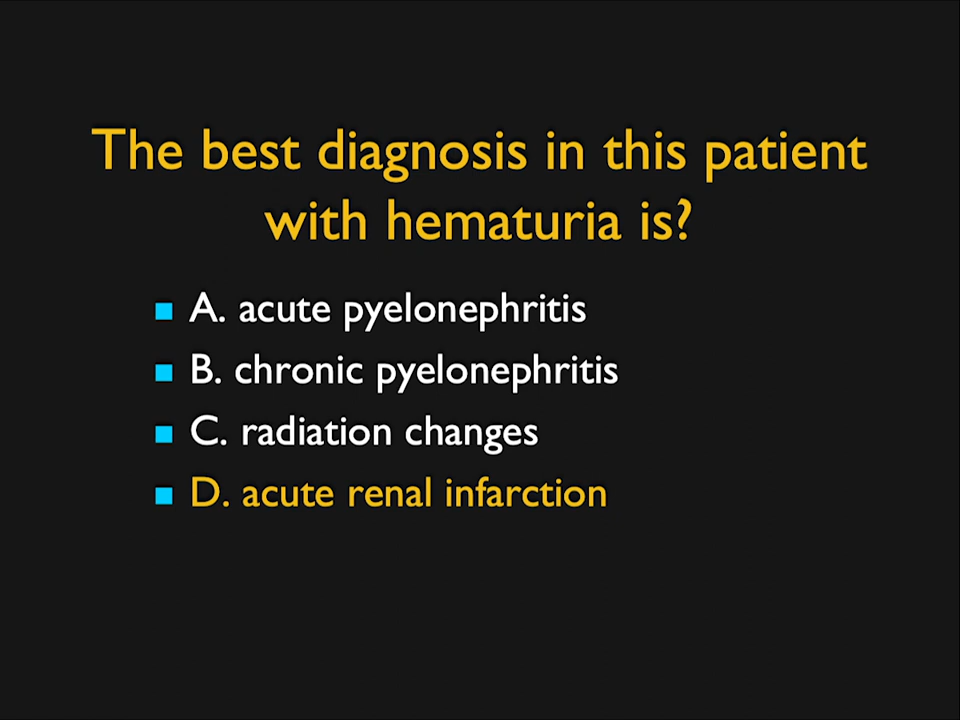 The best diagnosis in this patient
with hematuria is?
A. acute pyelonephritis
B. chronic pyelonephritis
C. radiation changes
D. acute renal infarction